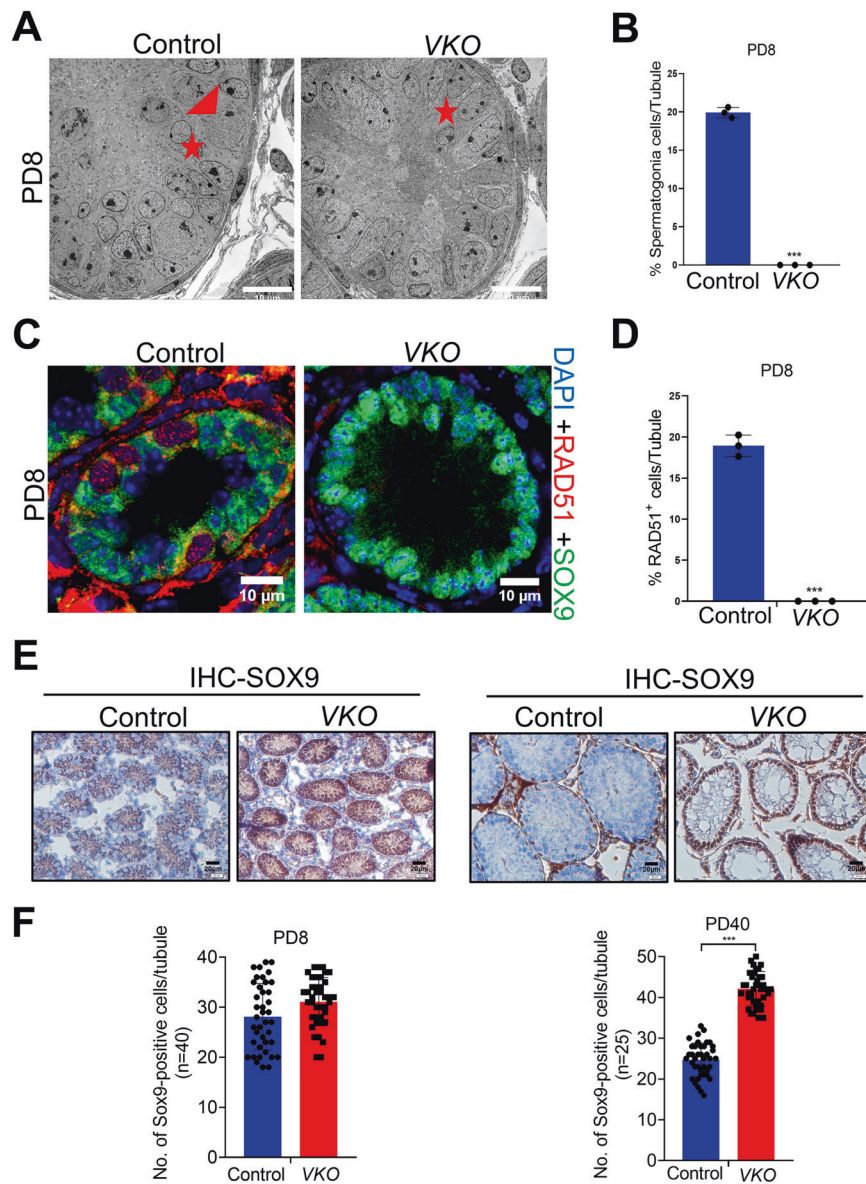 A
Control
VKO
PD8
10 µm
B
PD8
% Spermatogonia cells/Tubule
25
20
15
10
5
0
***
Control
VKO
C
Control
VKO
PD8
10 µm
10 µm
DAPI + RAD51 + SOX9
D
PD8
% RAD51+ cells/Tubule
25
20
15
10
5
0
***
Control
VKO
E
IHC-SOX9
IHC-SOX9
Control
VKO
Control
VKO
20µm
20µm
20µm
20µm
F
PD8
No. of Sox9-positive cells/tubule
(n=40)
40
30
20
10
0
Control
VKO
PD40
No. of Sox9-positive cells/tubule
(n=25)
50
40
30
20
10
0
***
Control
VKO